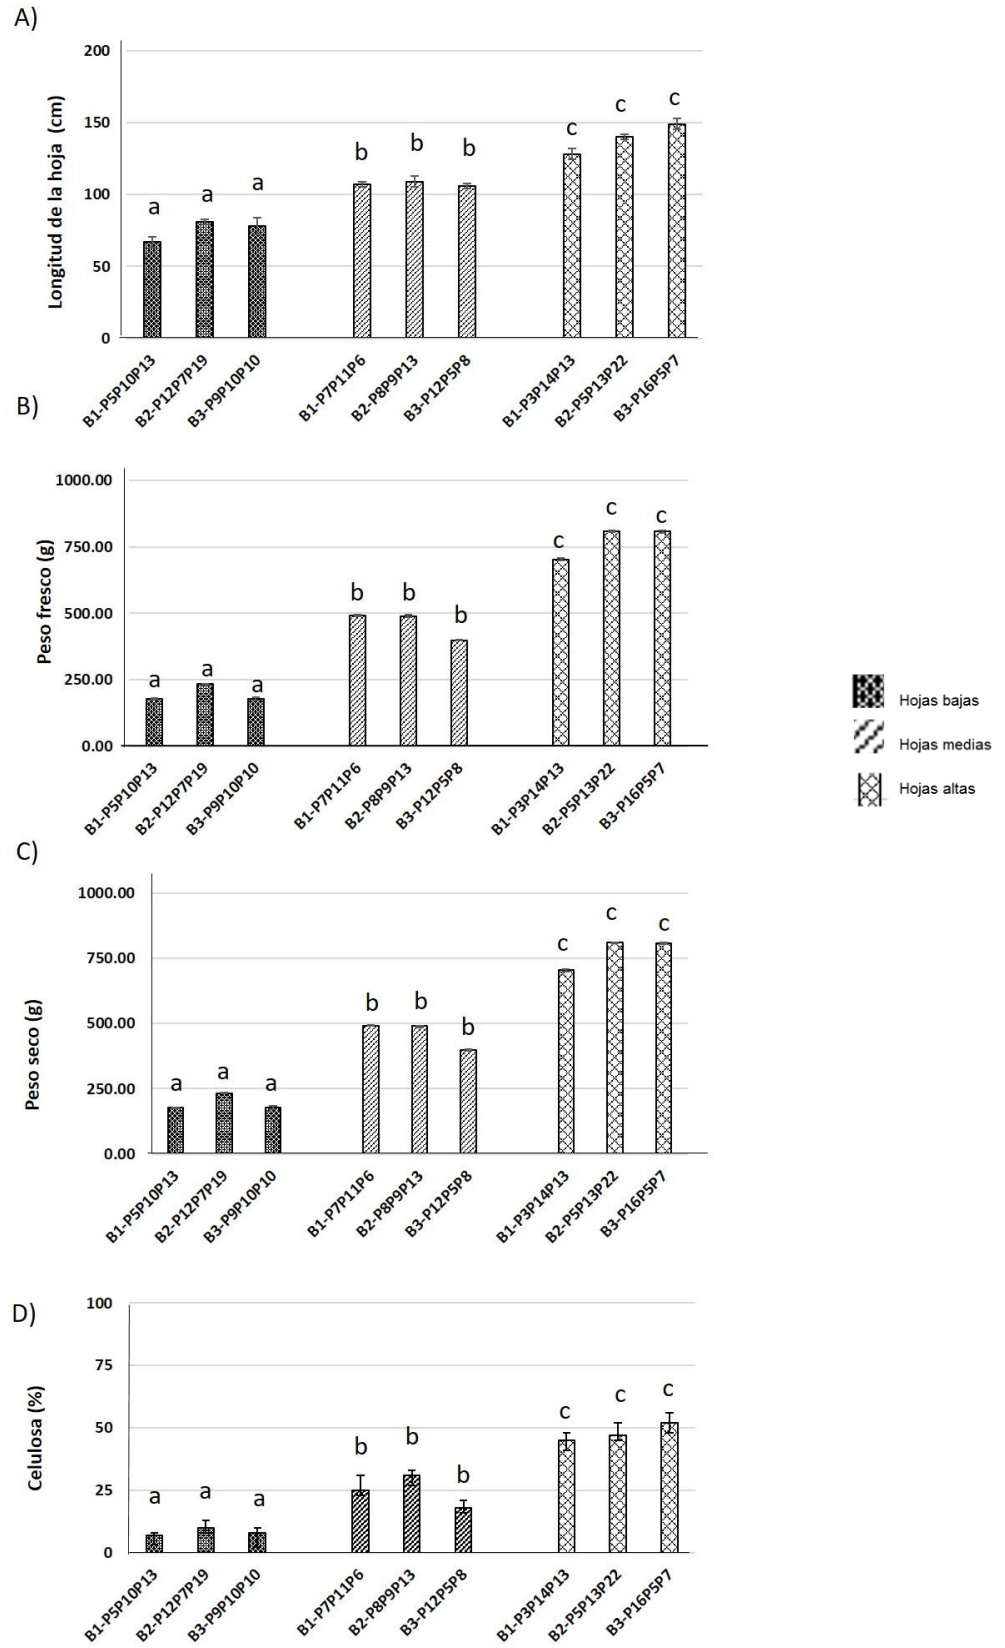 A)
Longitud de la hoja (cm)
200
150
100
50
0
a
a
a
b
b
b
c
c
c
B1-P5P10P13
B2-P12P7P19
B3-P9P10P10
B1-P7P11P6
B2-P8P9P13
B3-P12P5P8
B1-P3P14P13
B2-P5P13P22
B3-P16P5P7
B)
Peso fresco (g)
1000.00
750.00
500.00
250.00
0.00
a
a
a
b
b
b
c
c
c
B1-P5P10P13
B2-P12P7P19
B3-P9P10P10
B1-P7P11P6
B2-P8P9P13
B3-P12P5P8
B1-P3P14P13
B2-P5P13P22
B3-P16P5P7
Hojas bajas
Hojas medias
Hojas altas
C)
Peso seco (g)
1000.00
750.00
500.00
250.00
0.00
a
a
a
b
b
b
c
c
c
B1-P5P10P13
B2-P12P7P19
B3-P9P10P10
B1-P7P11P6
B2-P8P9P13
B3-P12P5P8
B1-P3P14P13
B2-P5P13P22
B3-P16P5P7
D)
Celulosa (%)
100
75
50
25
0
a
a
a
b
b
b
c
c
c
B1-P5P10P13
B2-P12P7P19
B3-P9P10P10
B1-P7P11P6
B2-P8P9P13
B3-P12P5P8
B1-P3P14P13
B2-P5P13P22
B3-P16P5P7